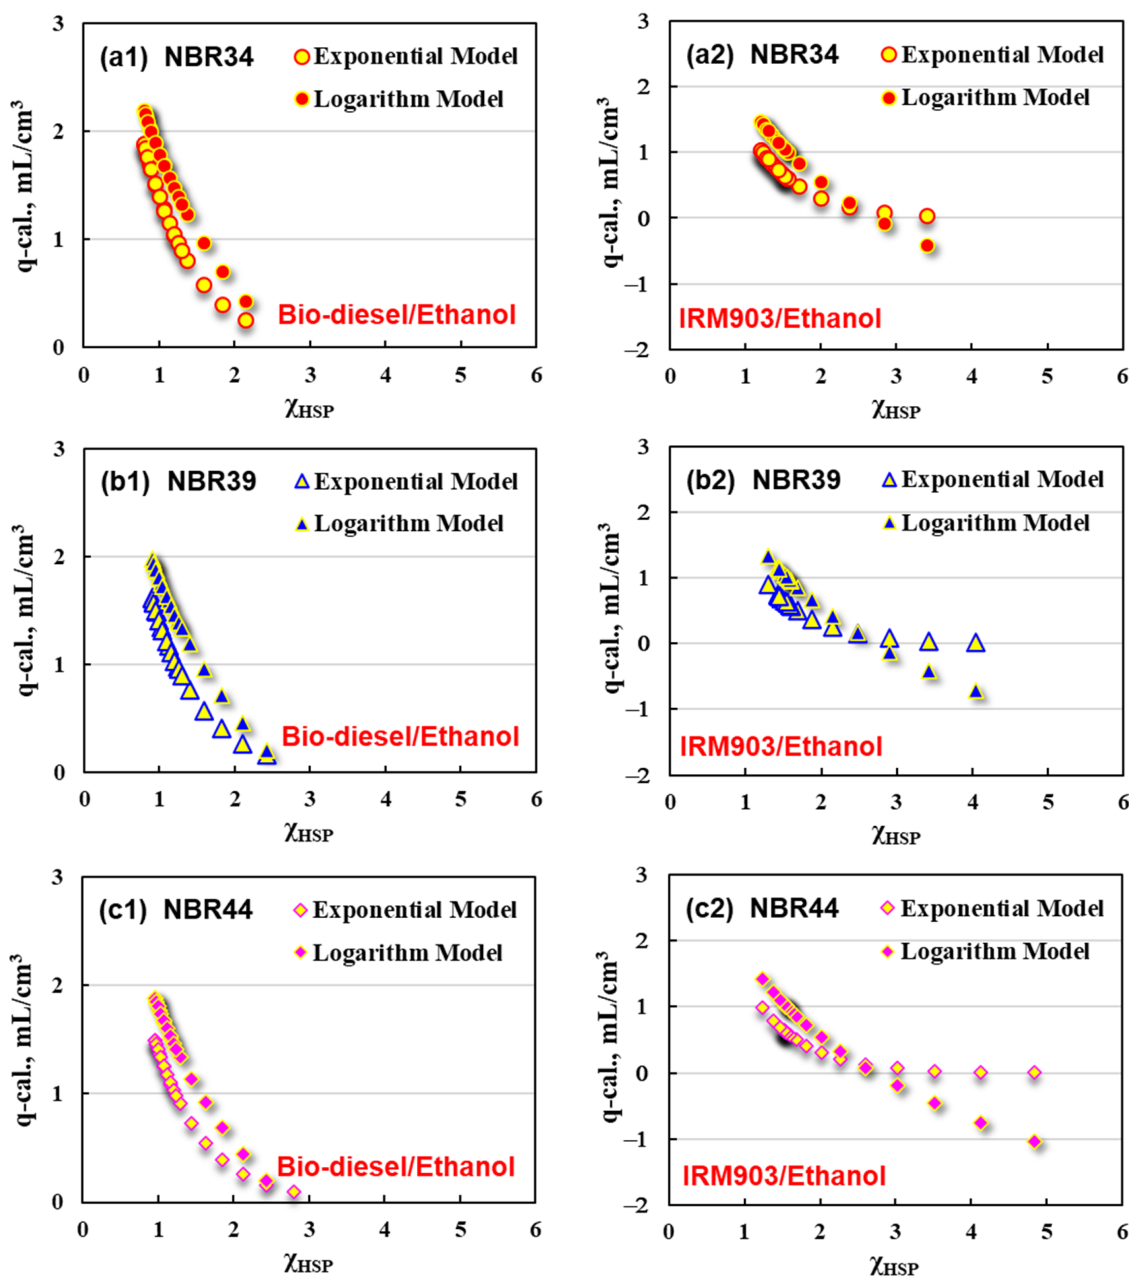 (a1) NBR34
Exponential Model
Logarithm Model
q-cal., mL/cm3
3
2
1
0
Bio-diesel/Ethanol
0 1 2 3 4 5 6
χHSP
(a2) NBR34
Exponential Model
Logarithm Model
q-cal., mL/cm3
3
2
1
0
−1
−2
IRM903/Ethanol
0 1 2 3 4 5 6
χHSP
(b1) NBR39
Exponential Model
Logarithm Model
q-cal., mL/cm3
3
2
1
0
Bio-diesel/Ethanol
0 1 2 3 4 5 6
χHSP
(b2) NBR39
Exponential Model
Logarithm Model
q-cal., mL/cm3
3
2
1
0
−1
−2
IRM903/Ethanol
0 1 2 3 4 5 6
χHSP
(c1) NBR44
Exponential Model
Logarithm Model
q-cal., mL/cm3
3
2
1
0
Bio-diesel/Ethanol
0 1 2 3 4 5 6
χHSP
(c2) NBR44
Exponential Model
Logarithm Model
q-cal., mL/cm3
3
2
1
0
−1
−2
IRM903/Ethanol
0 1 2 3 4 5 6
χHSP